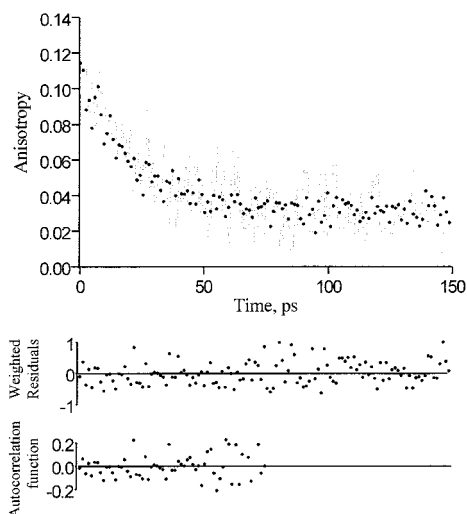 0.14
0.12
0.10
0.08
0.06
0.04
0.02
0.00
Anisotropy
0 50 100 150
Time, ps
Weighted
Residuals
1
0
-1
Autocorrelation
function
0.2
0.0
-0.2